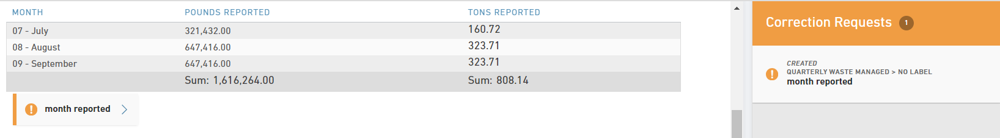 MONTH POUNDS REPORTED TONS REPORTED
07 - July 321,432.00 160.72
08 - August 647,416.00 323.71
09 - September 647,416.00 323.71
Sum: 1,616,264.00 Sum: 808.14
month reported
Correction Requests 1
CREATED
QUARTERLY WASTE MANAGED > NO LABEL
month reported